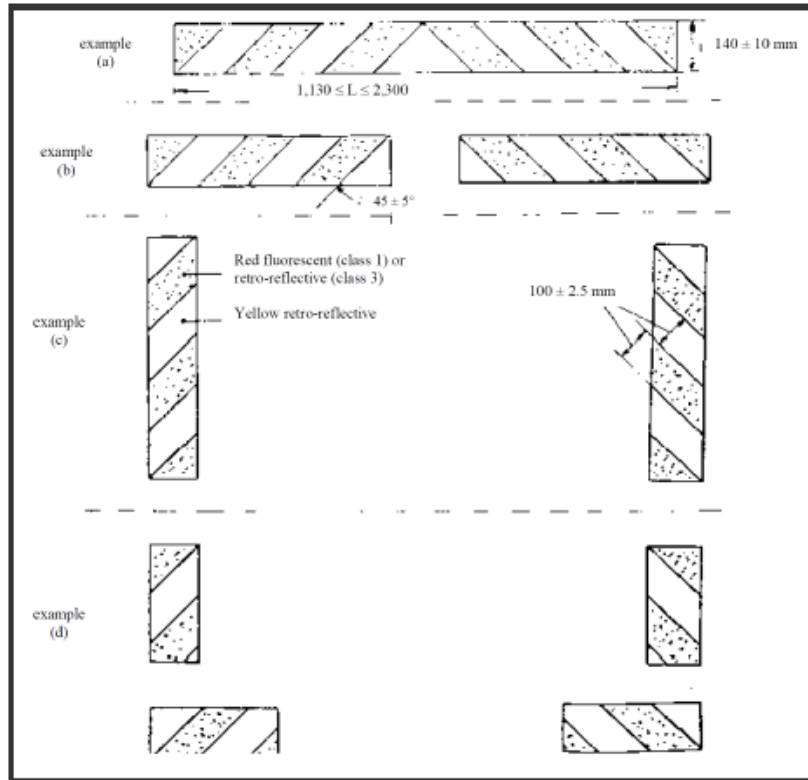 example
(a)
140 ± 10 mm
1,130 ≤ L ≤ 2,300
example
(b)
45 ± 5°
Red fluorescent (class 1) or
retro-reflective (class 3)
100 ± 2.5 mm
Yellow retro-reflective
example
(c)
example
(d)